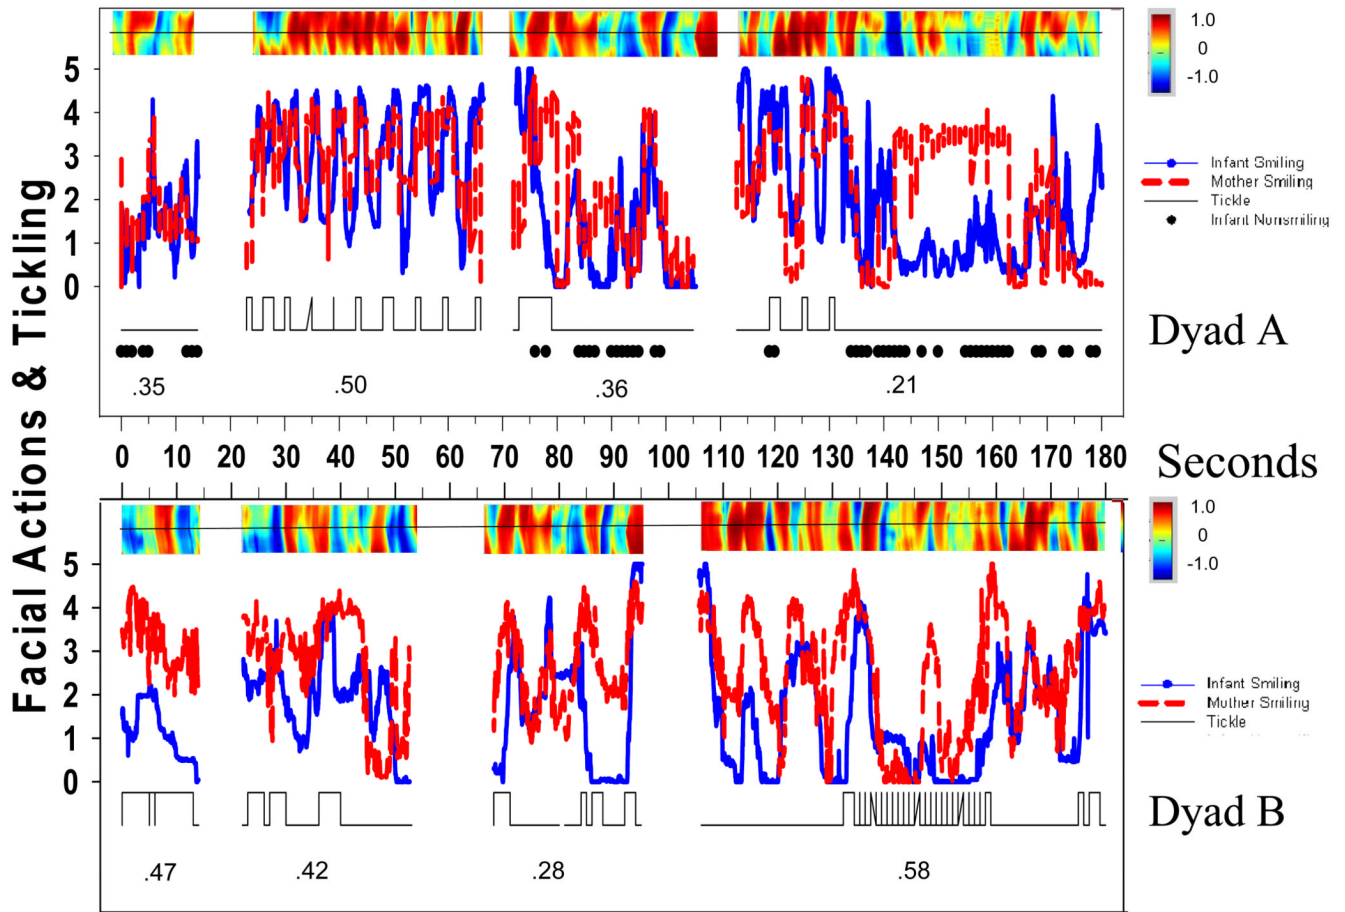 Facial Actions & Tickling
1.0
0
-1.0
5
4
3
2
1
0
Infant Smiling
Mother Smiling
Tickle
Infant Nonsmiling
Dyad A
.35
.50
.36
.21
0 10 20 30 40 50 60 70 80 90 100 110 120 130 140 150 160 170 180
Seconds
1.0
0
-1.0
5
4
3
2
1
0
Infant Smiling
Mother Smiling
Tickle
Dyad B
.47
.42
.28
.58